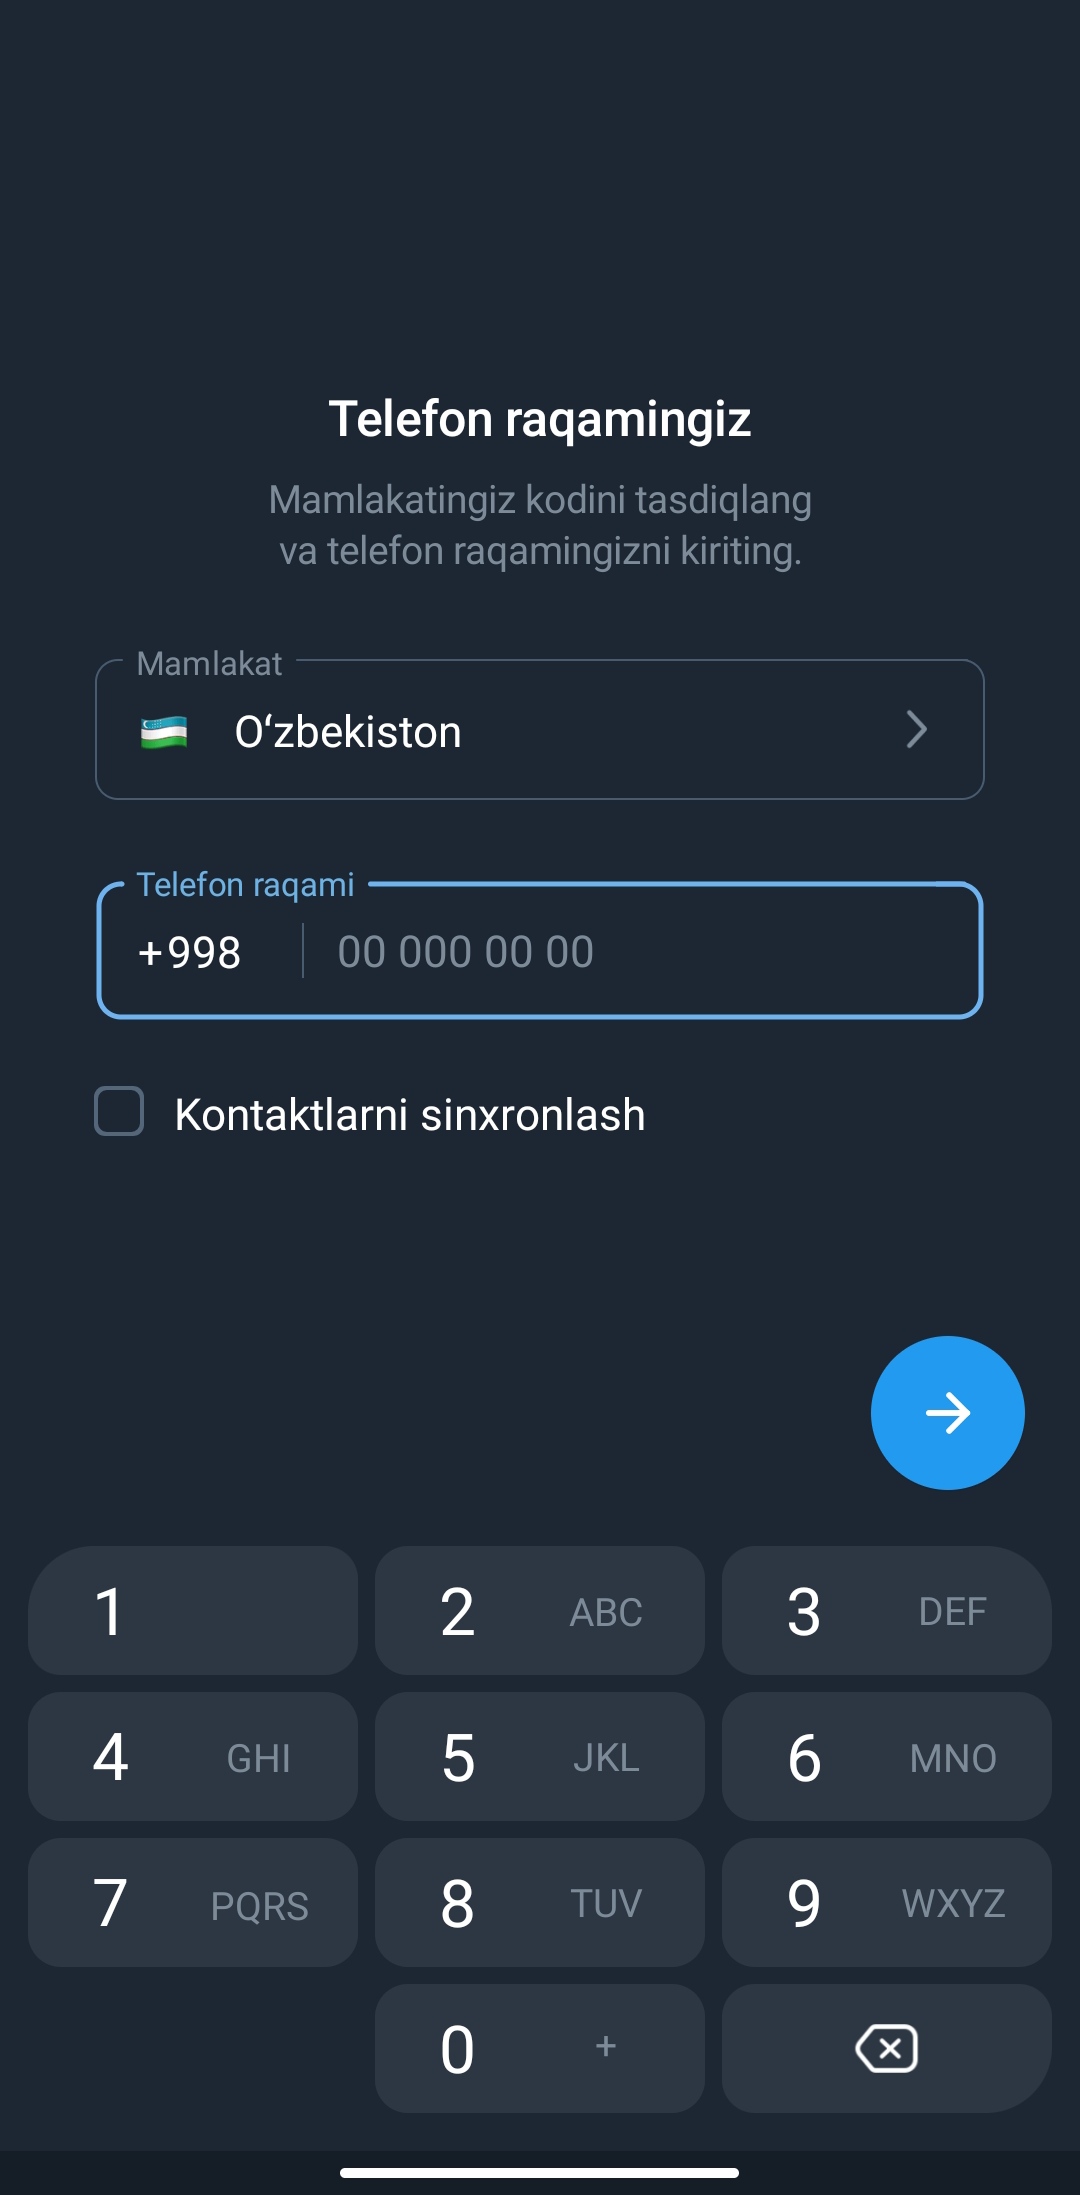 Telefon raqamingiz
Mamlakatingiz kodini tasdiqlang
va telefon raqamingizni kiriting.
Mamlakat
Oʻzbekiston
Telefon raqami
+998 00 000 00 00
Kontaktlarni sinxronlash
1 2 ABC 3 DEF
4 GHI 5 JKL 6 MNO
7 PQRS 8 TUV 9 WXYZ
0 +